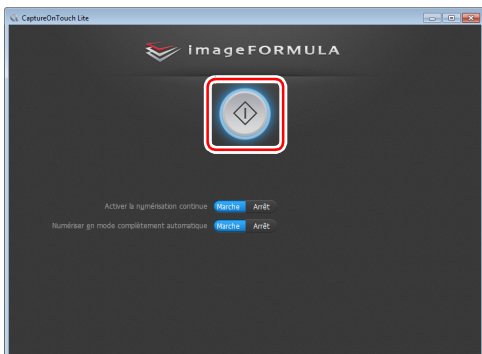 CaptureOnTouch Lite
imageFORMULA
Activer la numérisation continue Marche Arrêt
Numériser en mode complètement automatique Marche Arrêt